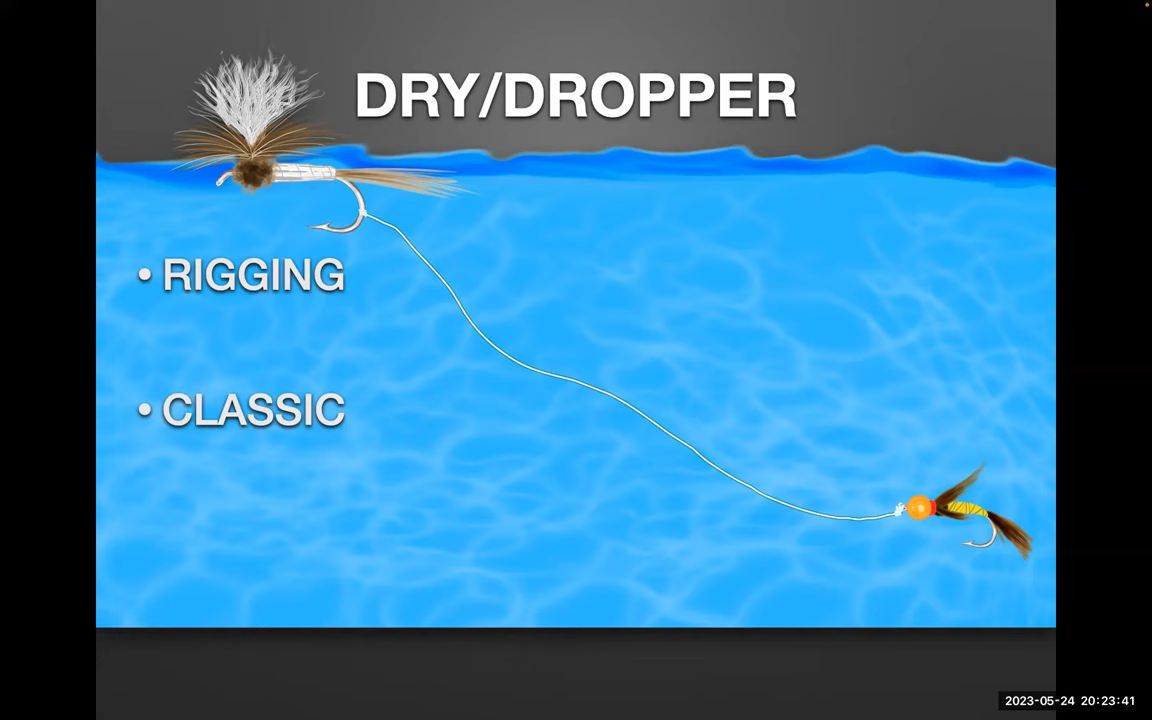 DRY/DROPPER
• RIGGING
• CLASSIC
2023-05-24 20:23:41